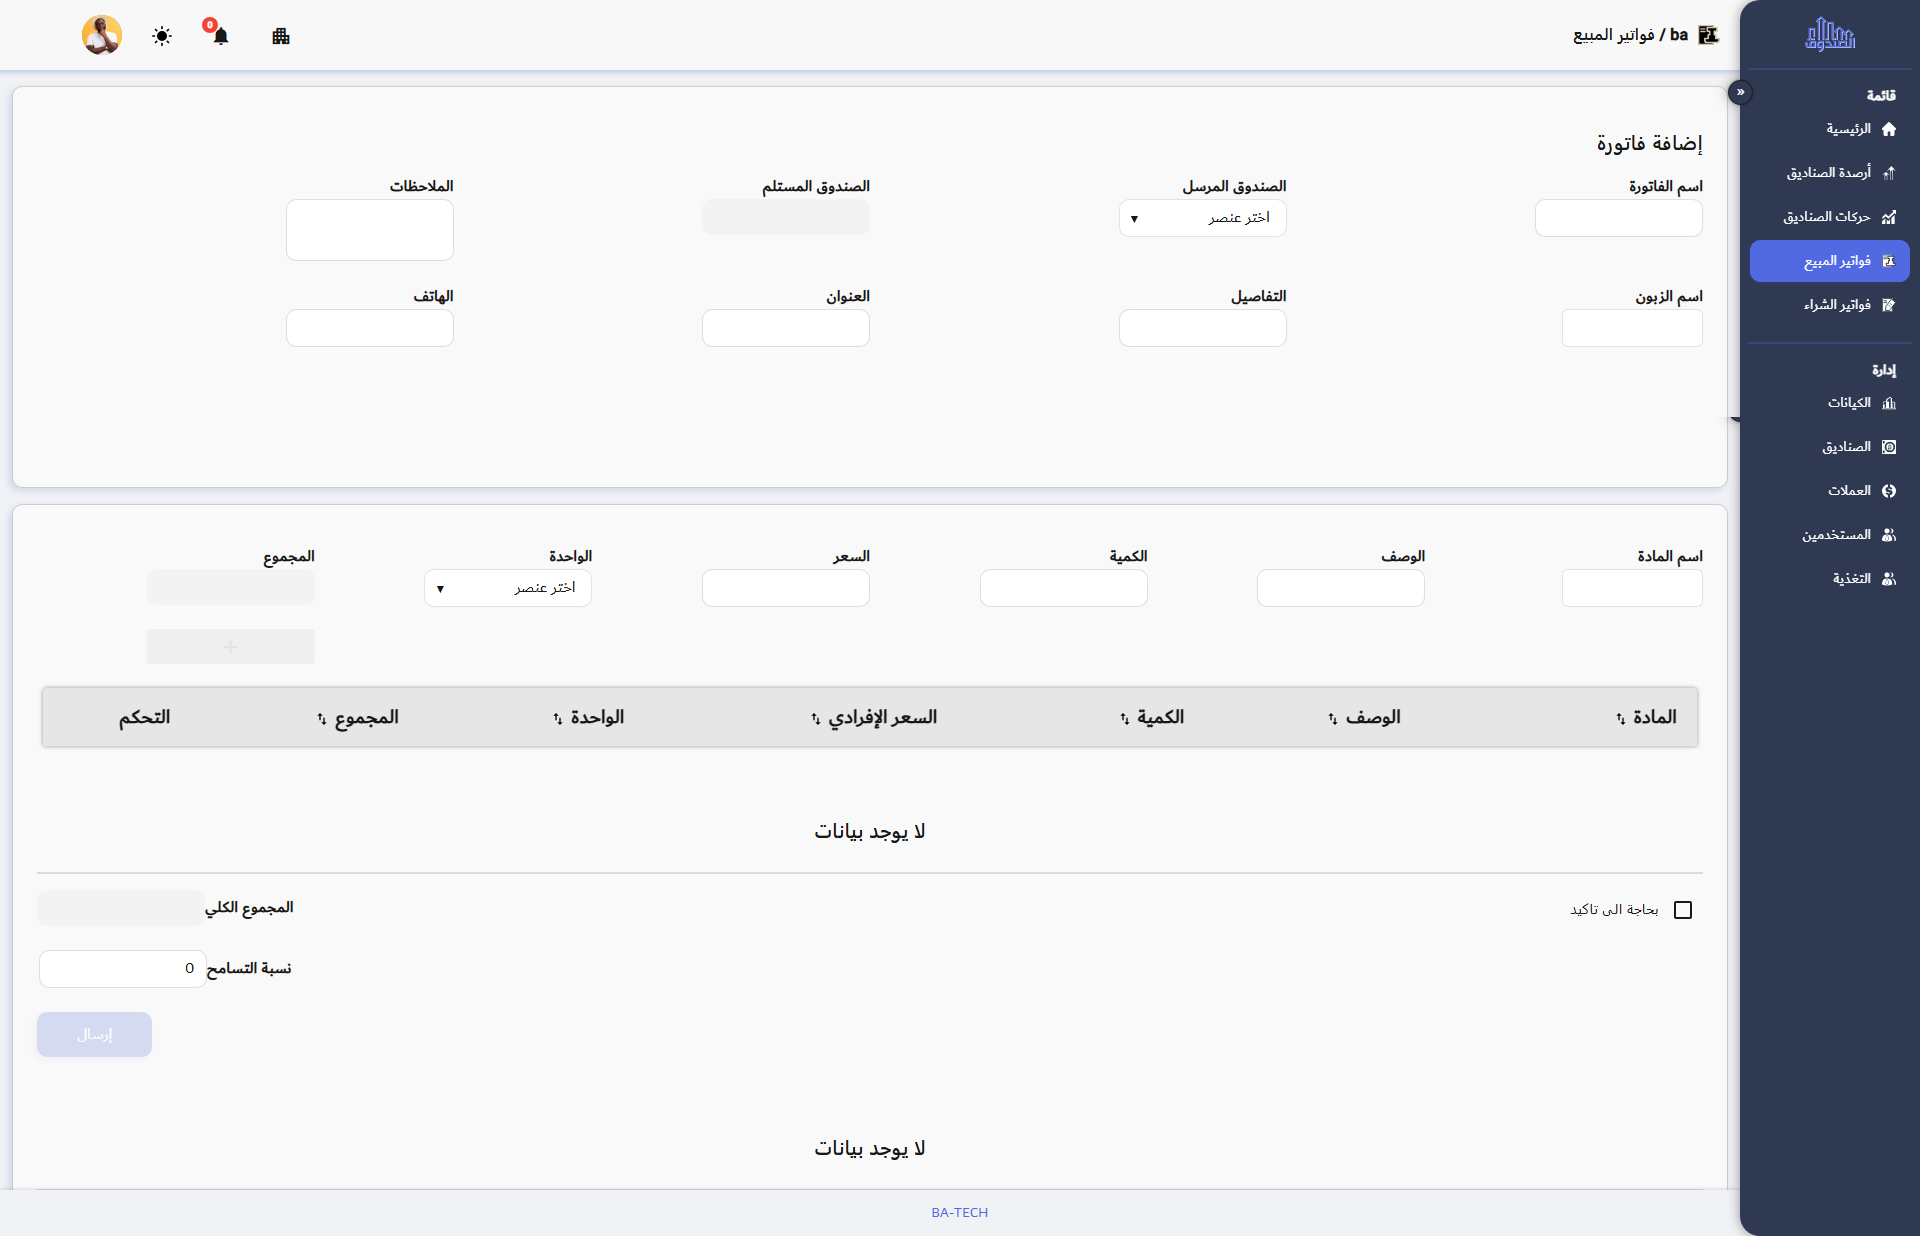 الصندوق
قائمة
الرئيسية
أرصدة الصناديق
حركات الصناديق
فواتير المبيع
فواتير الشراء
إدارة
الكيانات
الصناديق
العملات
المستخدمين
التغذية
»
ba / فواتير المبيع
0
إضافة فاتورة
اسم الفاتورة
الصندوق المرسل
الصندوق المستلم
الملاحظات
اختر عنصر
اسم الزبون
التفاصيل
العنوان
الهاتف
اسم المادة
الوصف
الكمية
السعر
الواحدة
المجموع
اختر عنصر
+
المادة
الوصف
الكمية
السعر الإفرادي
الواحدة
المجموع
التحكم
لا يوجد بيانات
بحاجة الى تاكيد
المجموع الكلي
نسبة التسامح
0
إرسال
لا يوجد بيانات
BA-TECH